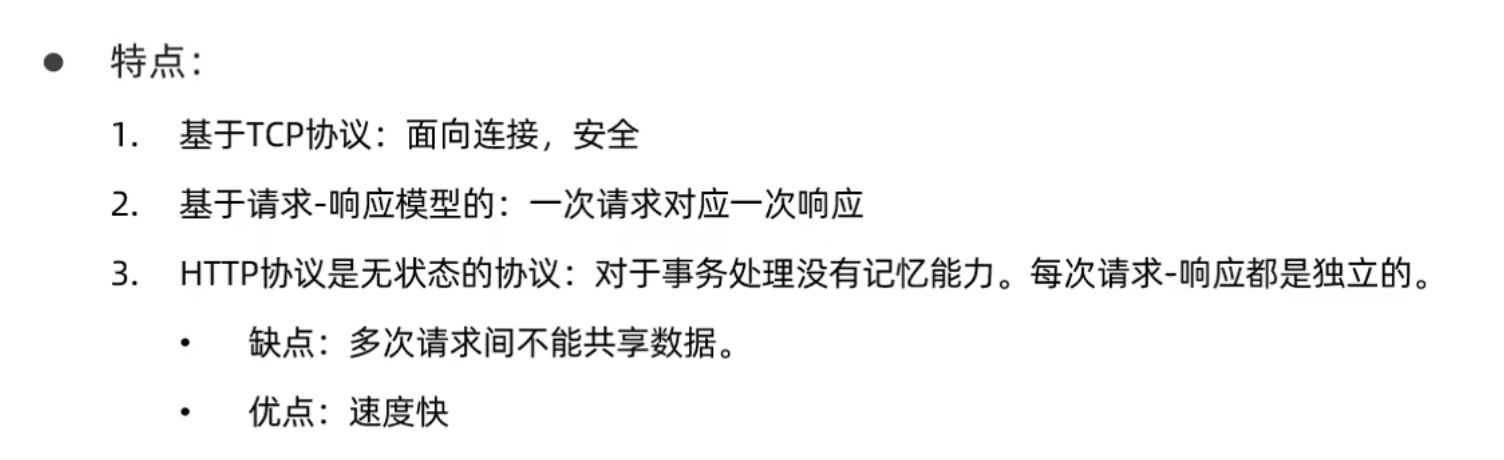 ● 特点：
1. 基于TCP协议：面向连接，安全
2. 基于请求-响应模型的：一次请求对应一次响应
3. HTTP协议是无状态的协议：对于事务处理没有记忆能力。每次请求-响应都是独立的。
• 缺点：多次请求间不能共享数据。
• 优点：速度快